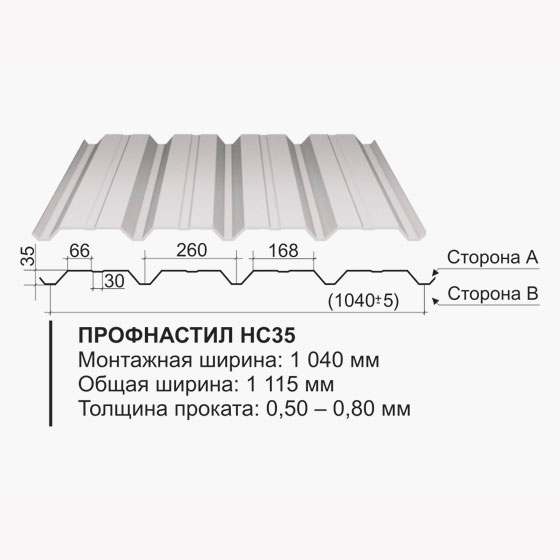 35
66
260
168
Сторона А
30
Сторона В
(1040±5)
ПРОФНАСТИЛ НС35
Монтажная ширина: 1 040 мм
Общая ширина: 1 115 мм
Толщина проката: 0,50 – 0,80 мм